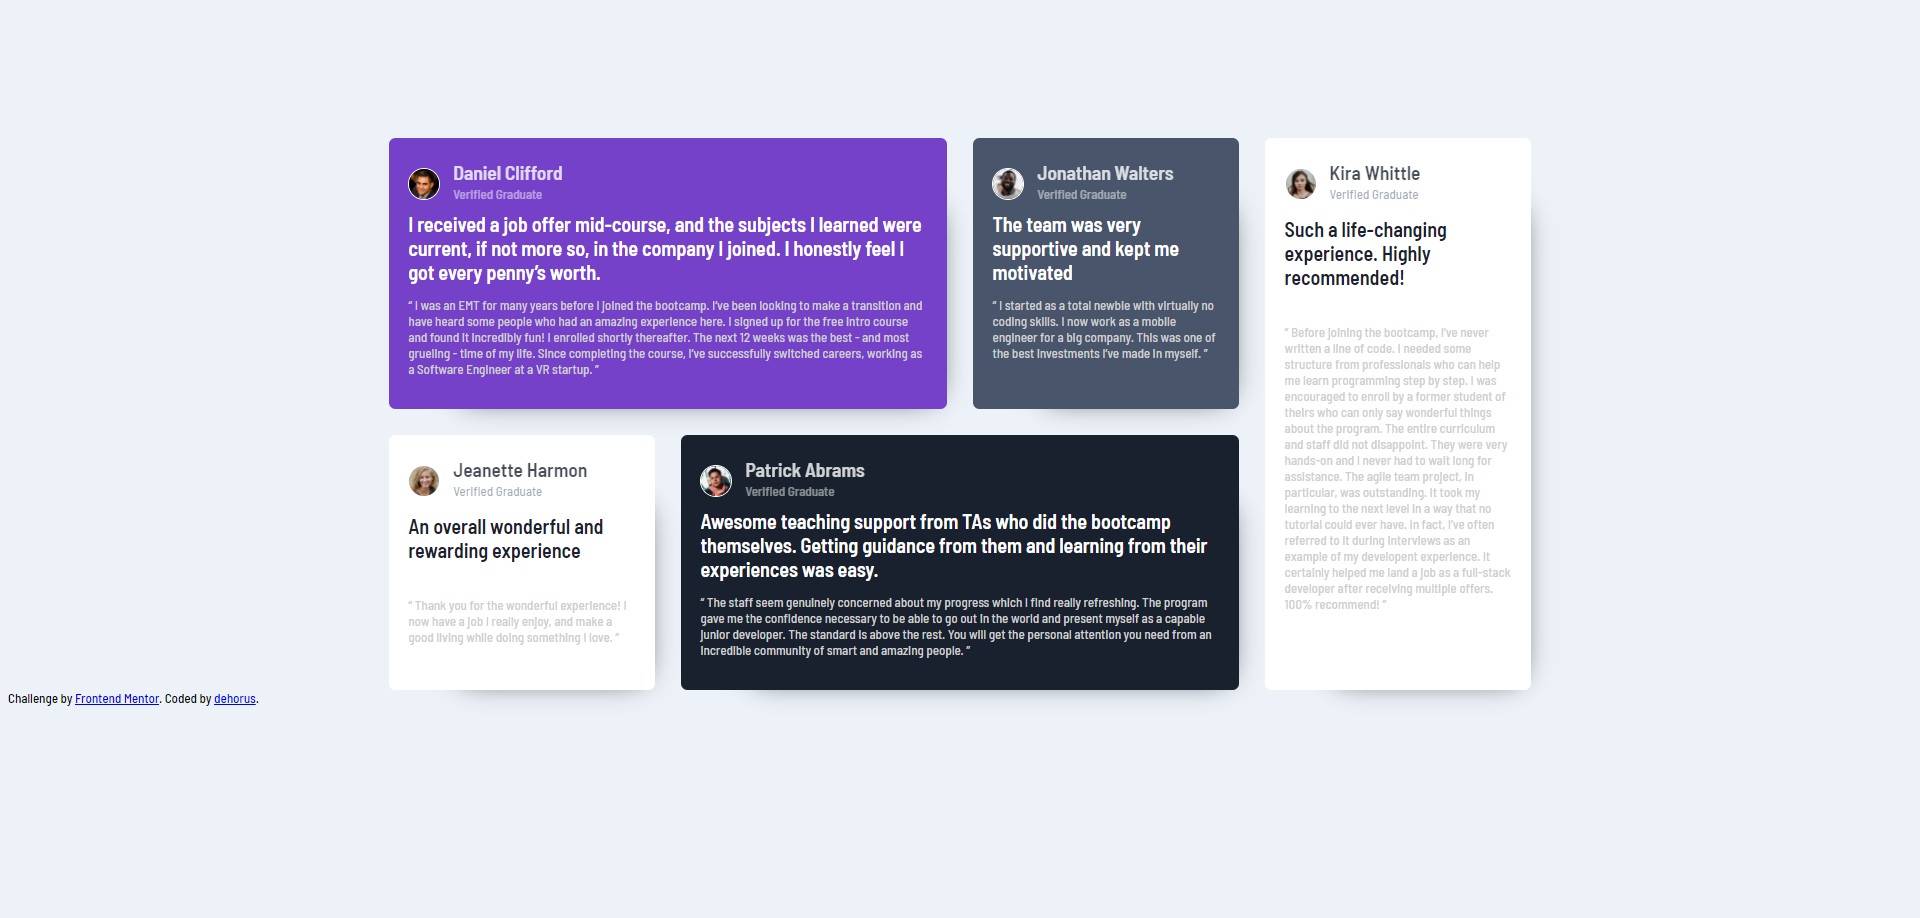 Daniel Clifford
Verified Graduate
I received a job offer mid-course, and the subjects I learned were
current, if not more so, in the company I joined. I honestly feel I
got every penny’s worth.
“ I was an EMT for many years before I joined the bootcamp. I’ve been looking to make a transition and
have heard some people who had an amazing experience here. I signed up for the free intro course
and found it incredibly fun! I enrolled shortly thereafter. The next 12 weeks was the best - and most
grueling - time of my life. Since completing the course, I’ve successfully switched careers, working as
a Software Engineer at a VR startup. ”
Jonathan Walters
Verified Graduate
The team was very
supportive and kept me
motivated
“ I started as a total newbie with virtually no
coding skills. I now work as a mobile
engineer for a big company. This was one of
the best investments I’ve made in myself. ”
Kira Whittle
Verified Graduate
Such a life-changing
experience. Highly
recommended!
“ Before joining the bootcamp, I’ve never
written a line of code. I needed some
structure from professionals who can help
me learn programming step by step. I was
encouraged to enroll by a former student of
theirs who can only say wonderful things
about the program. The entire curriculum
and staff did not disappoint. They were very
hands-on and I never had to wait long for
assistance. The agile team project, in
particular, was outstanding. It took my
learning to the next level in a way that no
tutorial could ever have. In fact, I’ve often
referred to it during interviews as an
example of my developent experience. It
certainly helped me land a job as a full-stack
developer after receiving multiple offers.
100% recommend! ”
Jeanette Harmon
Verified Graduate
An overall wonderful and
rewarding experience
“ Thank you for the wonderful experience! I
now have a job I really enjoy, and make a
good living while doing something I love. ”
Patrick Abrams
Verified Graduate
Awesome teaching support from TAs who did the bootcamp
themselves. Getting guidance from them and learning from their
experiences was easy.
“ The staff seem genuinely concerned about my progress which I find really refreshing. The program
gave me the confidence necessary to be able to go out in the world and present myself as a capable
junior developer. The standard is above the rest. You will get the personal attention you need from an
incredible community of smart and amazing people. ”
Challenge by Frontend Mentor. Coded by dehorus.